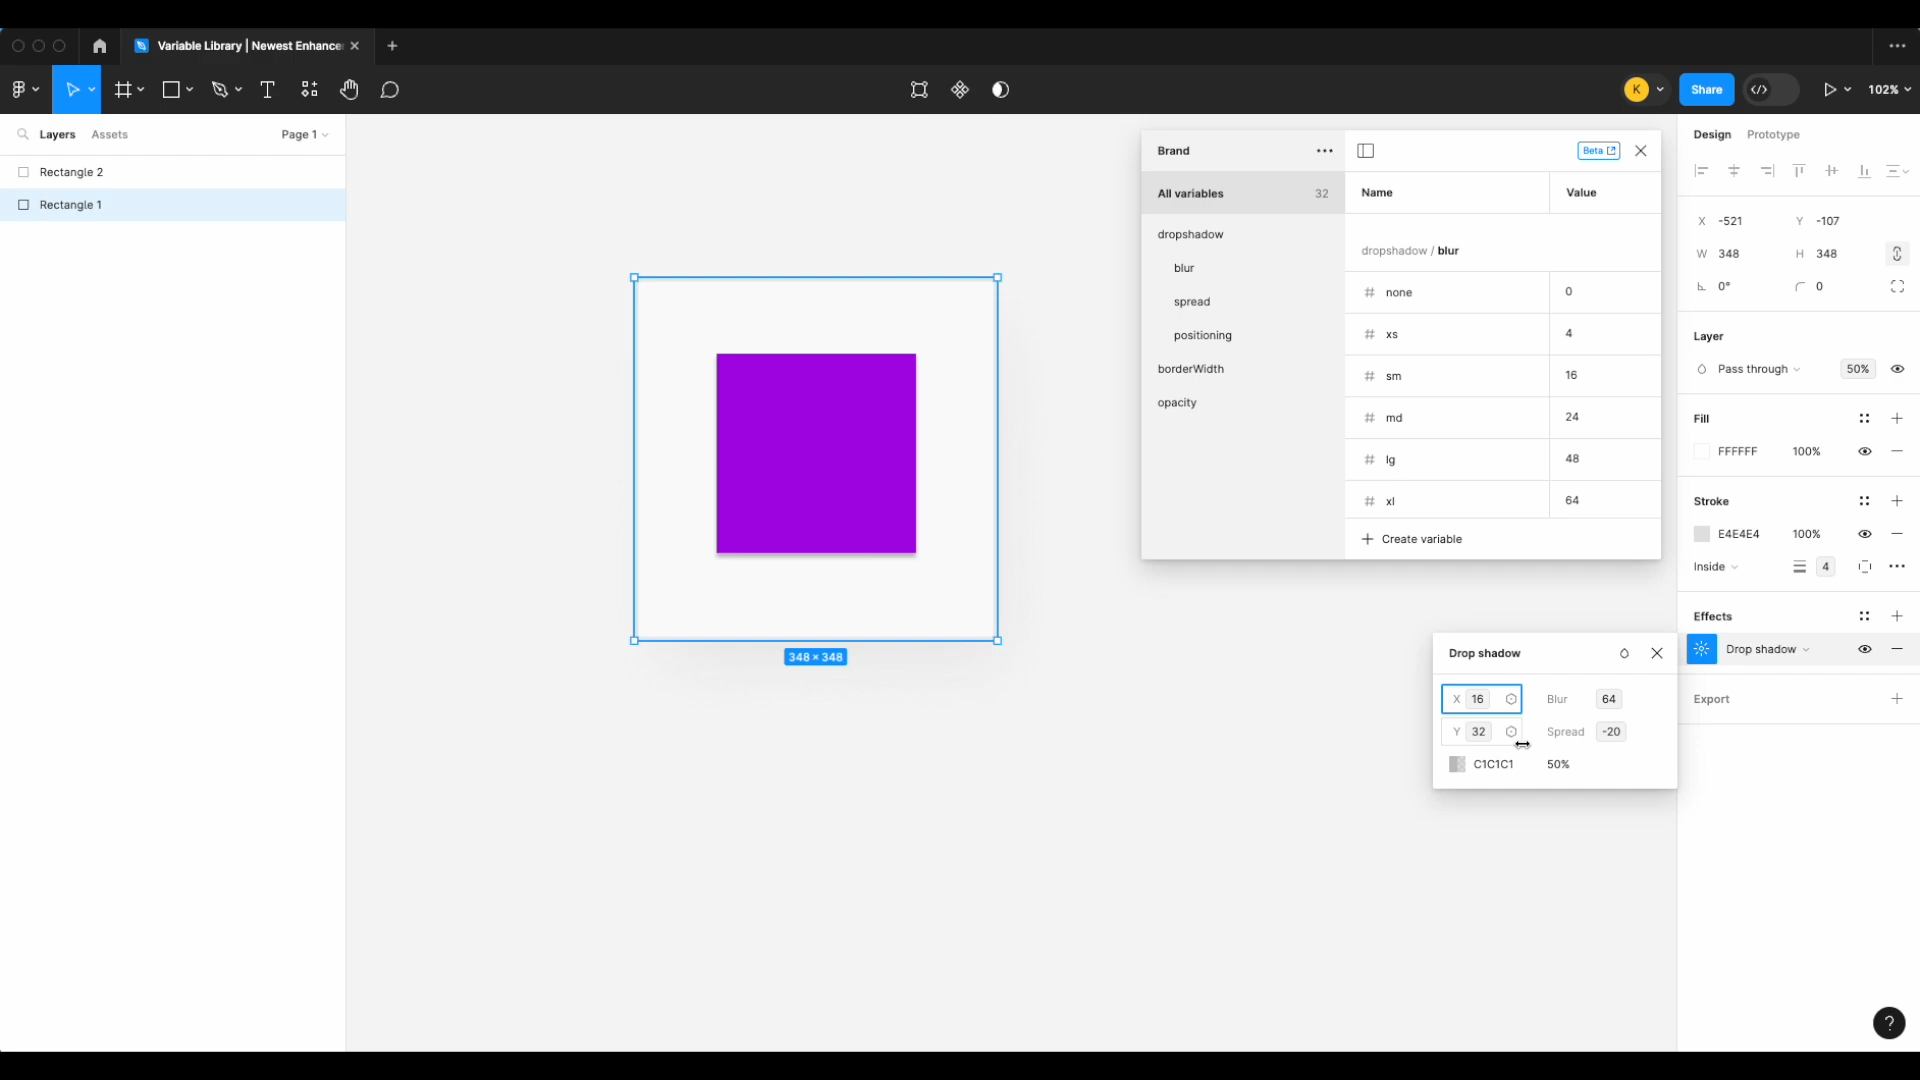 Variable Library | Newest Enhance
K
Share
102%
Layers
Assets
Page 1
Rectangle 2
Rectangle 1
348 × 348
Brand
Beta
All variables
32
Name
Value
dropshadow
blur
spread
positioning
borderWidth
opacity
dropshadow / blur
none
0
xs
4
sm
16
md
24
lg
48
xl
64
Create variable
Drop shadow
X 16
Blur 64
Y 32
Spread -20
C1C1C1 50%
Design
Prototype
X -521
Y -107
W 348
H 348
0°
0
Layer
Pass through
50%
Fill
FFFFFF 100%
Stroke
E4E4E4 100%
Inside
4
Effects
Drop shadow
Export
?